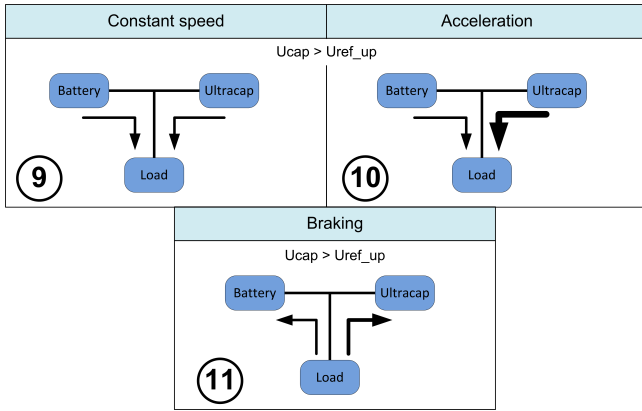 Constant speed
Acceleration
Ucap > Uref_up
Battery
Ultracap
Battery
Ultracap
Load
Load
9
10
Braking
Ucap > Uref_up
Battery
Ultracap
Load
11